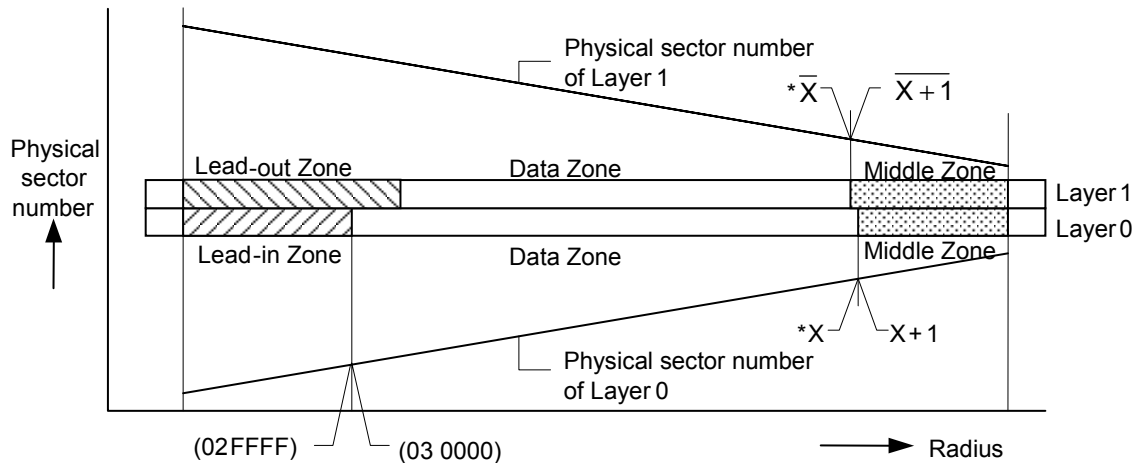 Physical sector number
of Layer 1
* X̅ X̅ ̅+̅ ̅1̅
Physical
sector
number
Lead-out Zone Data Zone Middle Zone
Layer 1
Layer 0
Lead-in Zone Data Zone Middle Zone
*X X + 1
Physical sector number
of Layer 0
(02FFFF) (03 0000) Radius